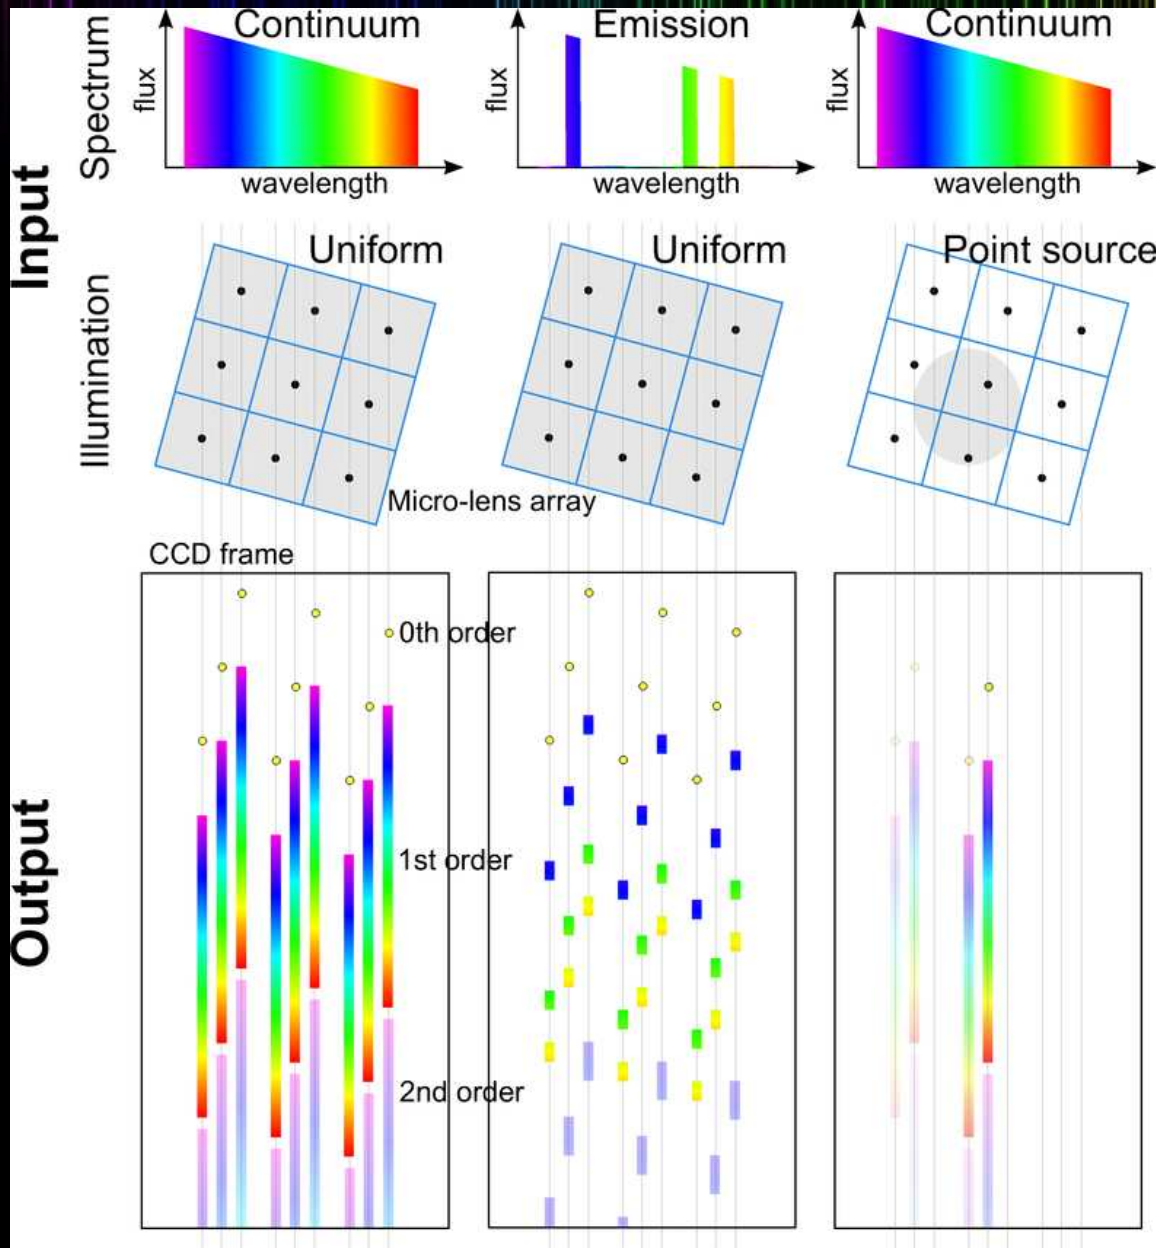 Input
Spectrum
Continuum
flux
wavelength
Emission
flux
wavelength
Continuum
flux
wavelength
Illumination
Uniform
Uniform
Point source
Micro-lens array
Output
CCD frame
0th order
1st order
2nd order